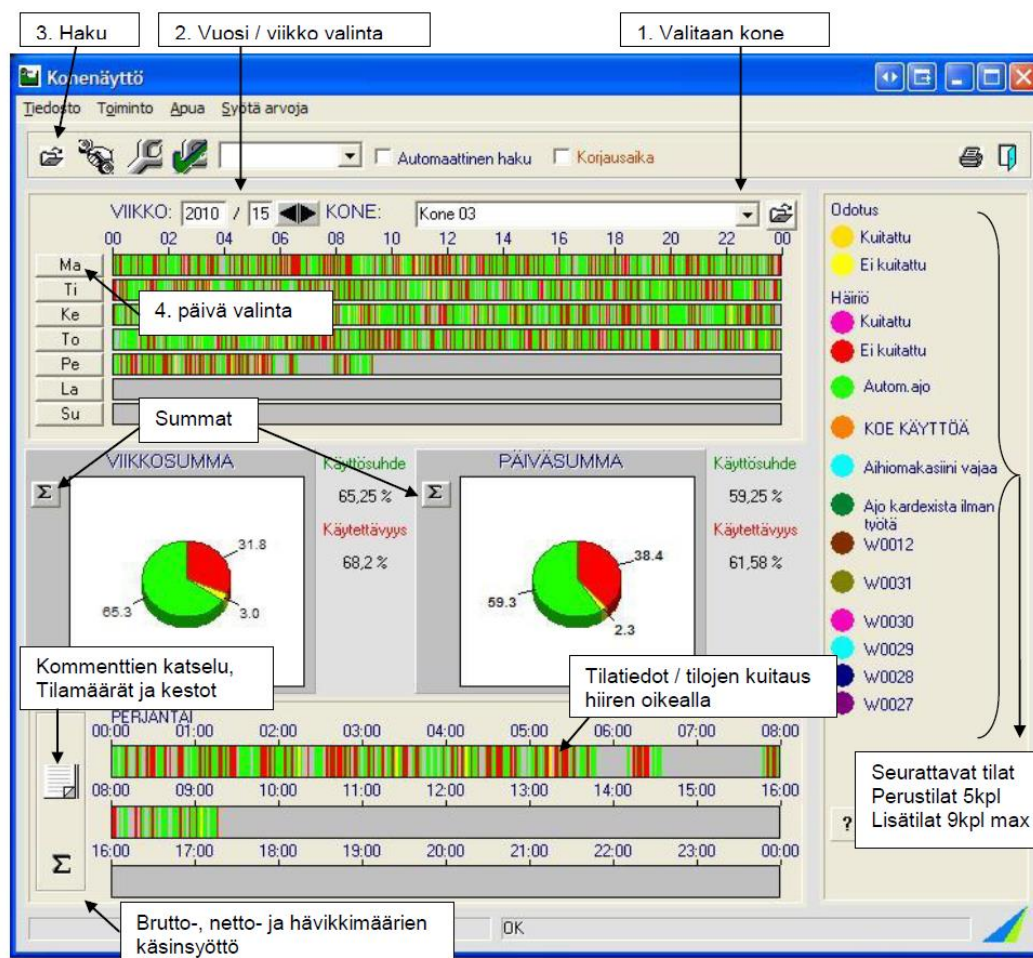 3. Haku
2. Vuosi / viikko valinta
1. Valitaan kone
Konenäyttö
Tiedosto Toiminto Apua Syötä arvoja
Automaattinen haku
Korjausaika
VIIKKO: 2010 / 15 KONE: Kone 03
00 02 04 06 08 10 12 14 16 18 20 22 00
Ma
Ti
4. päivä valinta
Ke
To
Pe
La
Su
Summat
Odotus
Kuitattu
Ei kuitattu
Häiriö
Kuitattu
Ei kuitattu
Autom.ajo
KOE KÄYTTÖÄ
Aihiomakasiini vajaa
Ajo kardexista ilman
työtä
W0012
W0031
W0030
W0029
W0028
W0027
VIIKKOSUMMA
Σ
31.8
65.3
3.0
Käyttösuhde
65,25 %
Käytettävyys
68,2 %
PÄIVÄSUMMA
Σ
38.4
59.3
2.3
Käyttösuhde
59,25 %
Käytettävyys
61,58 %
Kommenttien katselu,
Tilamäärät ja kestot
Tilatiedot / tilojen kuitaus
hiiren oikealla
PERJANTAI
00:00 01:00 02:00 03:00 04:00 05:00 06:00 07:00 08:00
08:00 09:00 10:00 11:00 12:00 13:00 14:00 15:00 16:00
16:00 17:00 18:00 19:00 20:00 21:00 22:00 23:00 00:00
Σ
Seurattavat tilat
Perustilat 5kpl
Lisätilat 9kpl max
?
Brutto-, netto- ja hävikkimäärien
käsinsyöttö
OK